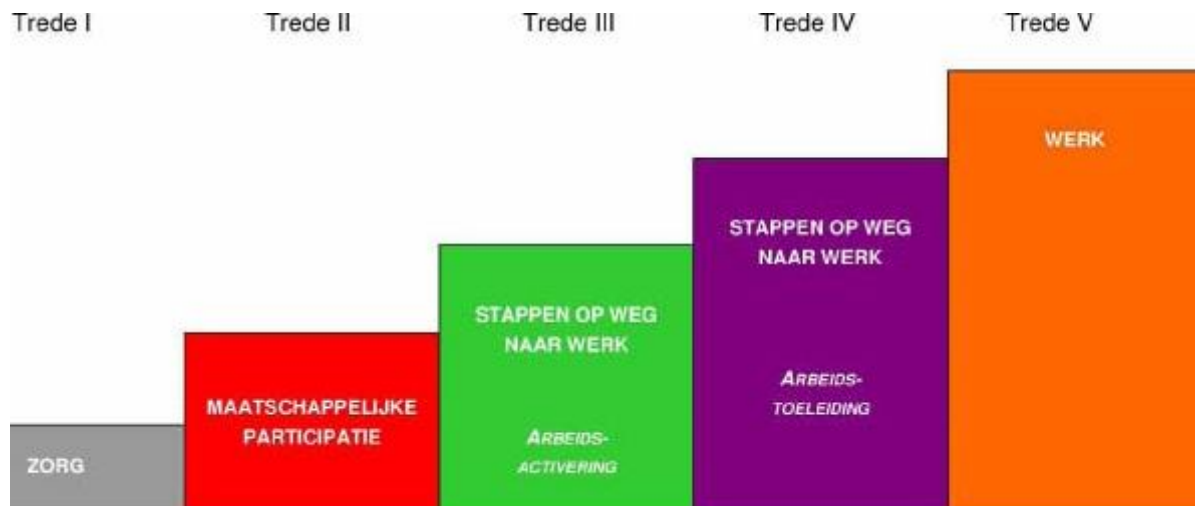 Trede I
Trede II
Trede III
Trede IV
Trede V
ZORG
MAATSCHAPPELIJKE
PARTICIPATIE
STAPPEN OP WEG
NAAR WERK
ARBEIDS-
ACTIVERING
STAPPEN OP WEG
NAAR WERK
ARBEIDS-
TOELEIDING
WERK